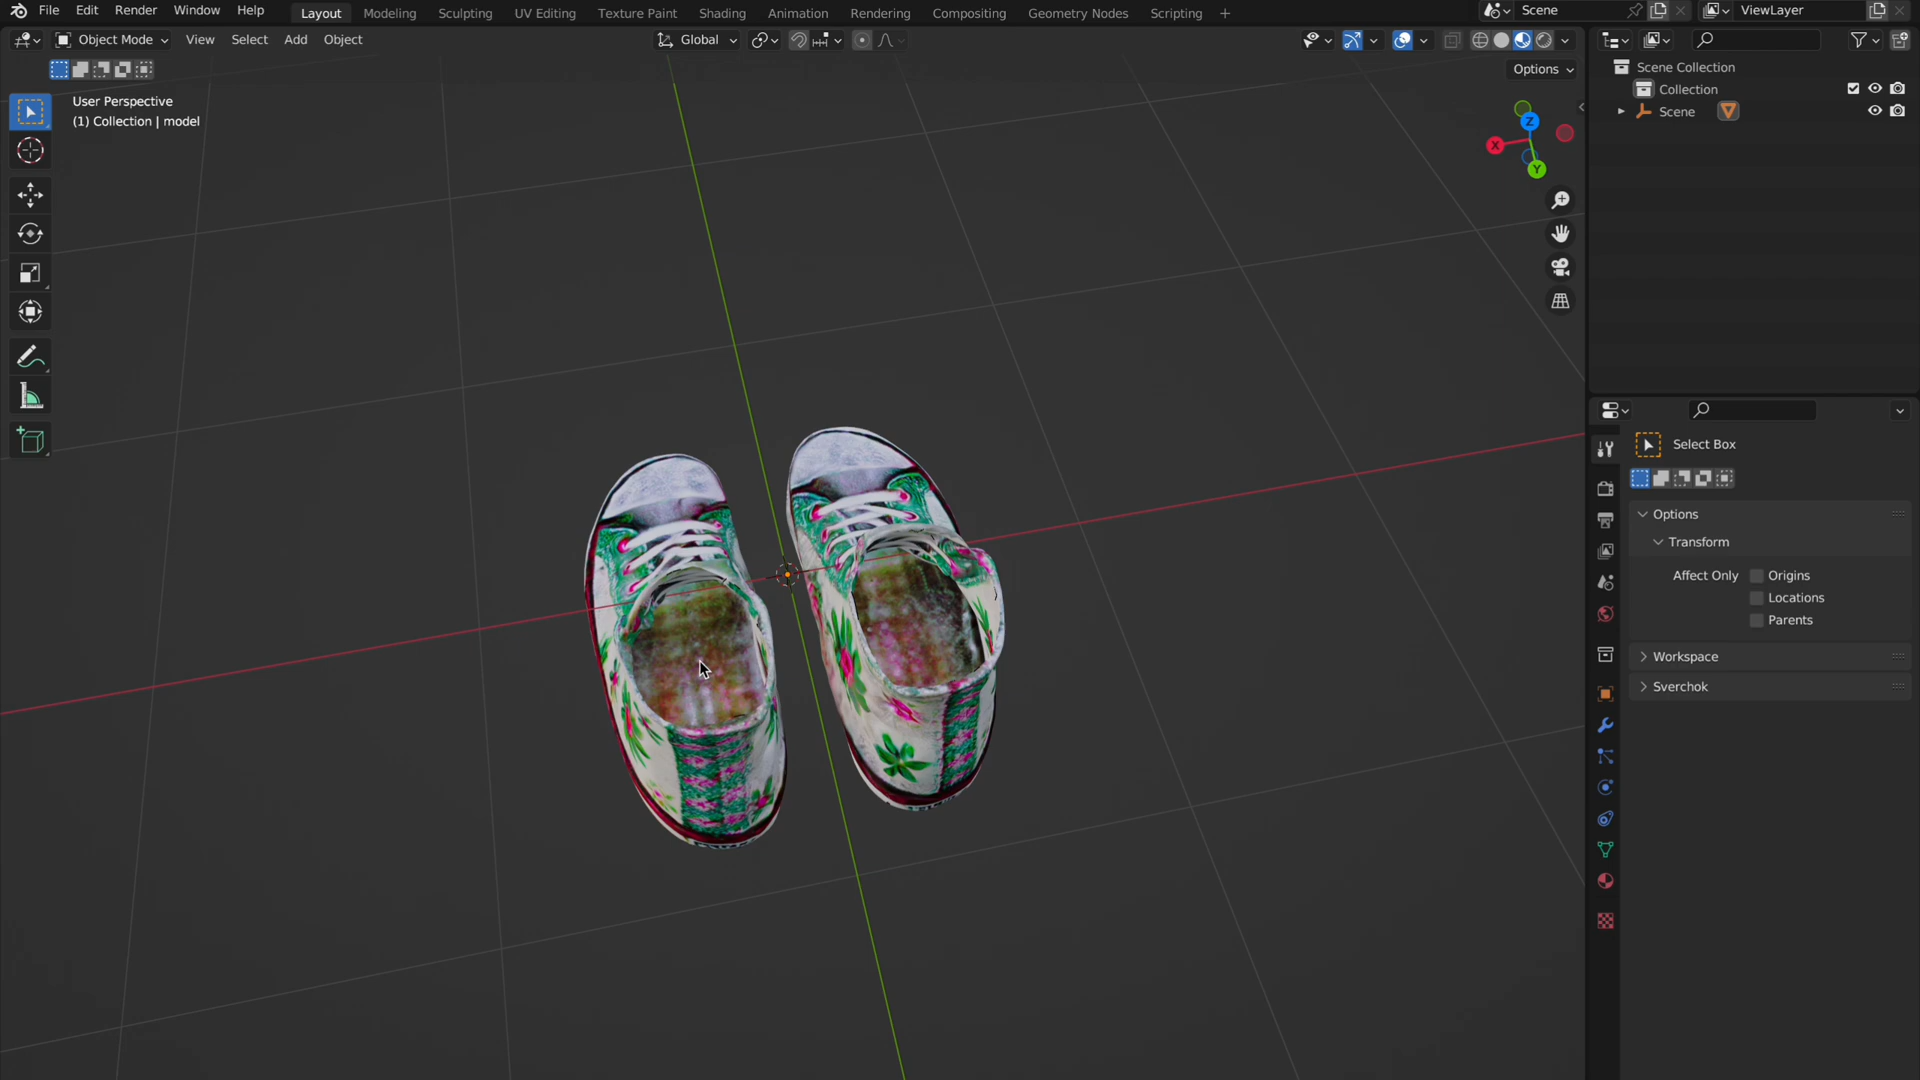 File Edit Render Window Help Layout Modeling Sculpting UV Editing Texture Paint Shading Animation Rendering Compositing Geometry Nodes Scripting + Scene ViewLayer
Object Mode View Select Add Object Global
Options
User Perspective
(1) Collection | model
Z
X
Y
Scene Collection
Collection
Scene
Select Box
Options
Transform
Affect Only Origins
Locations
Parents
Workspace
Sverchok